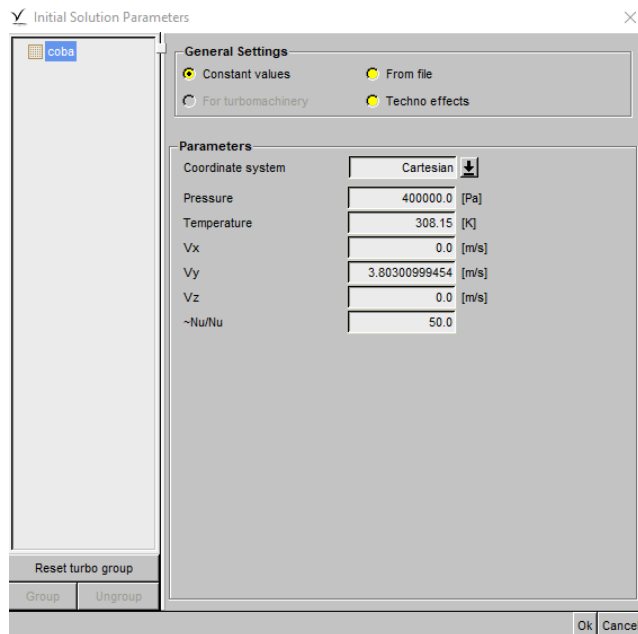 Initial Solution Parameters
coba
General Settings
Constant values
From file
For turbomachinery
Techno effects
Parameters
Coordinate system Cartesian
Pressure 400000.0 [Pa]
Temperature 308.15 [K]
Vx 0.0 [m/s]
Vy 3.80300999454 [m/s]
Vz 0.0 [m/s]
~Nu/Nu 50.0
Reset turbo group
Group Ungroup
Ok Cance